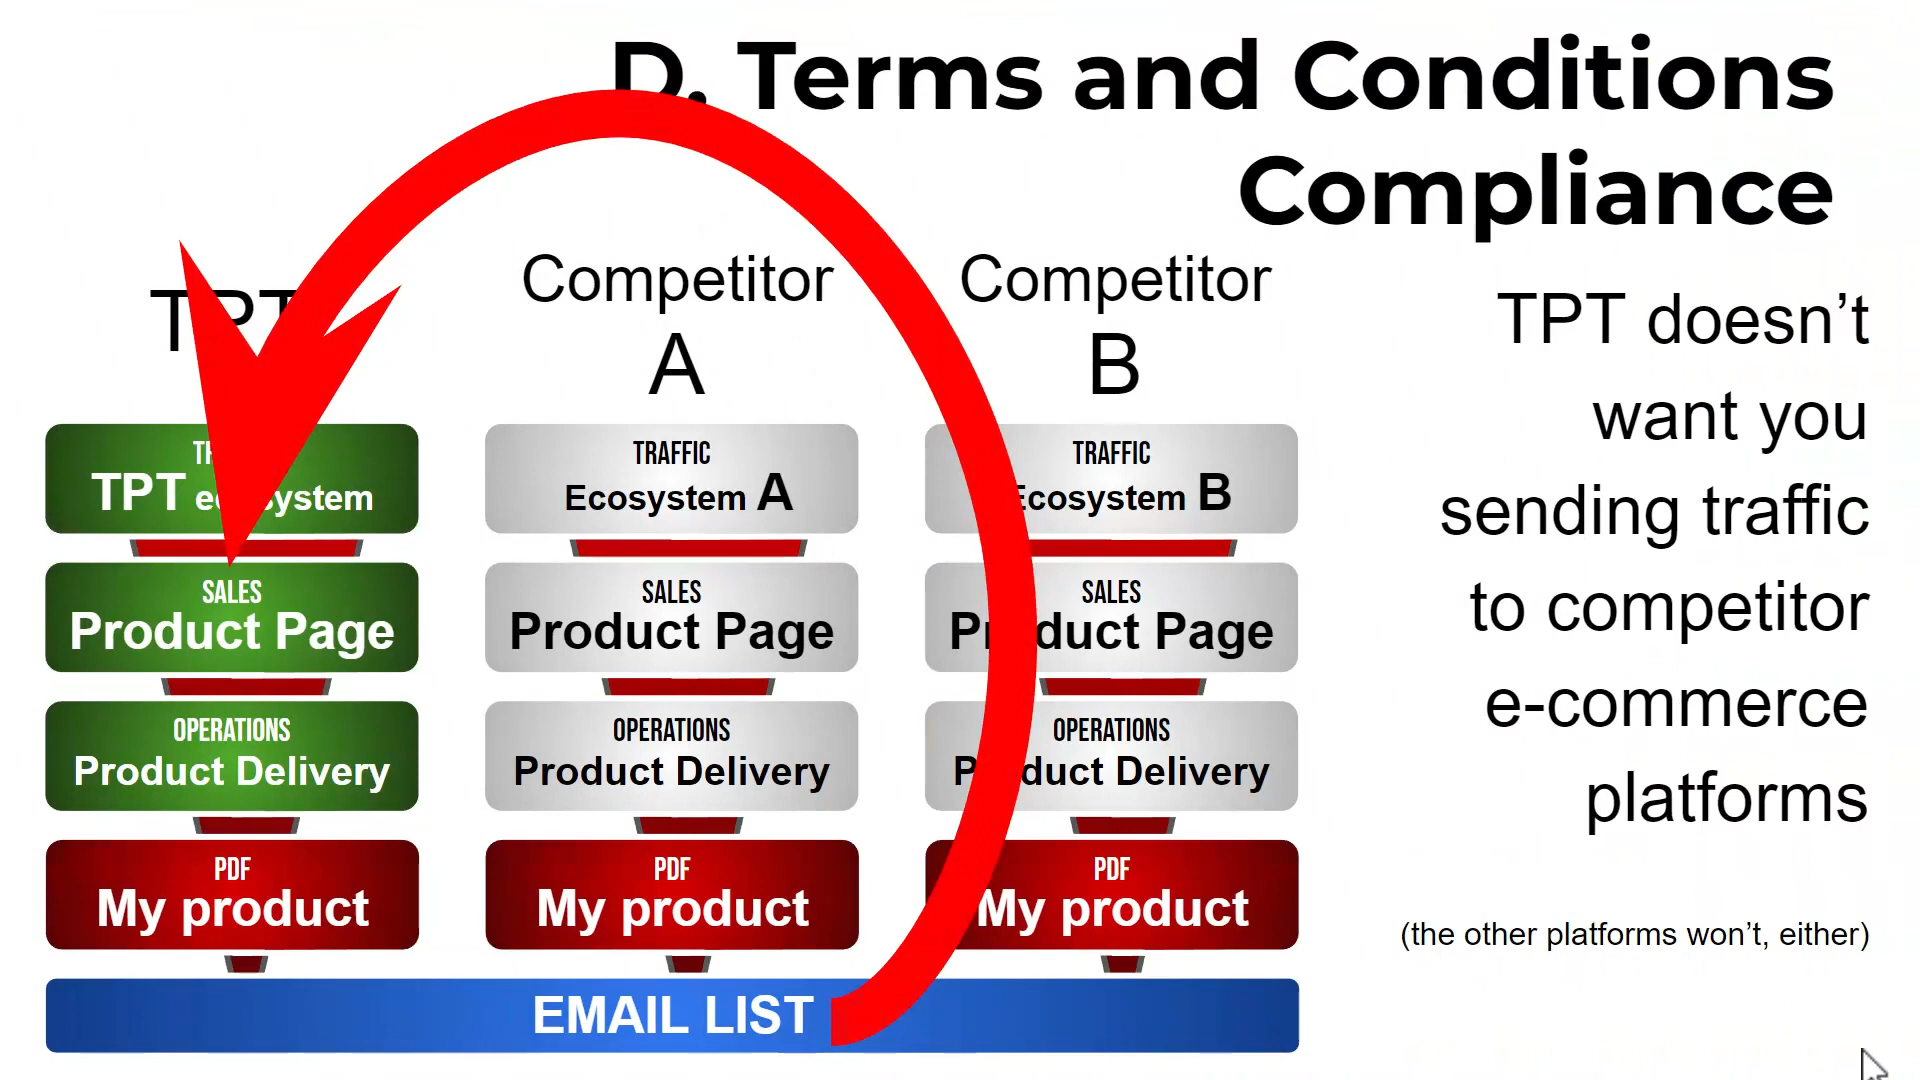 D. Terms and Conditions
Compliance
TPT
Competitor
A
Competitor
B
TPT ecosystem
SALES
Product Page
OPERATIONS
Product Delivery
PDF
My product
TRAFFIC
Ecosystem A
SALES
Product Page
OPERATIONS
Product Delivery
PDF
My product
TRAFFIC
Ecosystem B
SALES
Product Page
OPERATIONS
Product Delivery
PDF
My product
EMAIL LIST
TPT doesn’t
want you
sending traffic
to competitor
e-commerce
platforms
(the other platforms won’t, either)